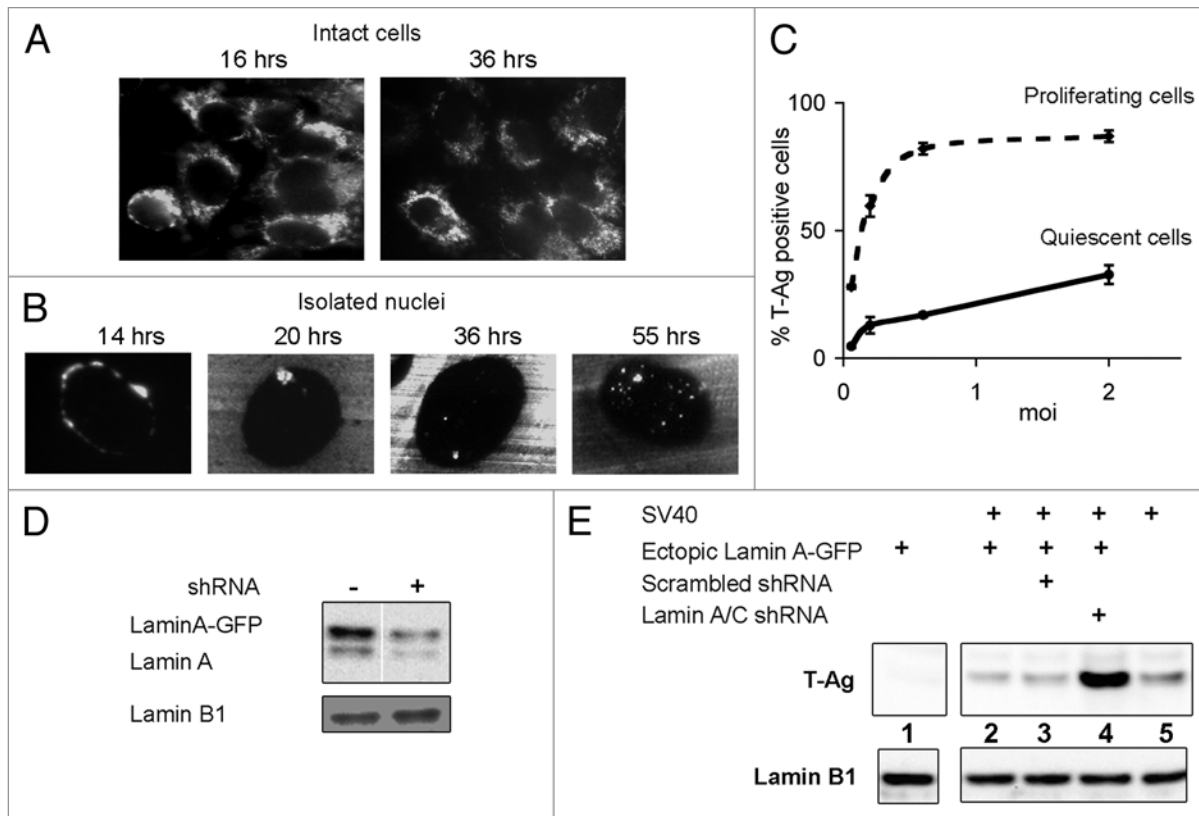 A
Intact cells
16 hrs 36 hrs
B
Isolated nuclei
14 hrs 20 hrs 36 hrs 55 hrs
C
% T-Ag positive cells
100
50
0
Proliferating cells
Quiescent cells
0 1 2
moi
D
shRNA - +
LaminA-GFP
Lamin A
Lamin B1
E
SV40 + + + +
Ectopic Lamin A-GFP + + + +
Scrambled shRNA +
Lamin A/C shRNA +
T-Ag
1 2 3 4 5
Lamin B1